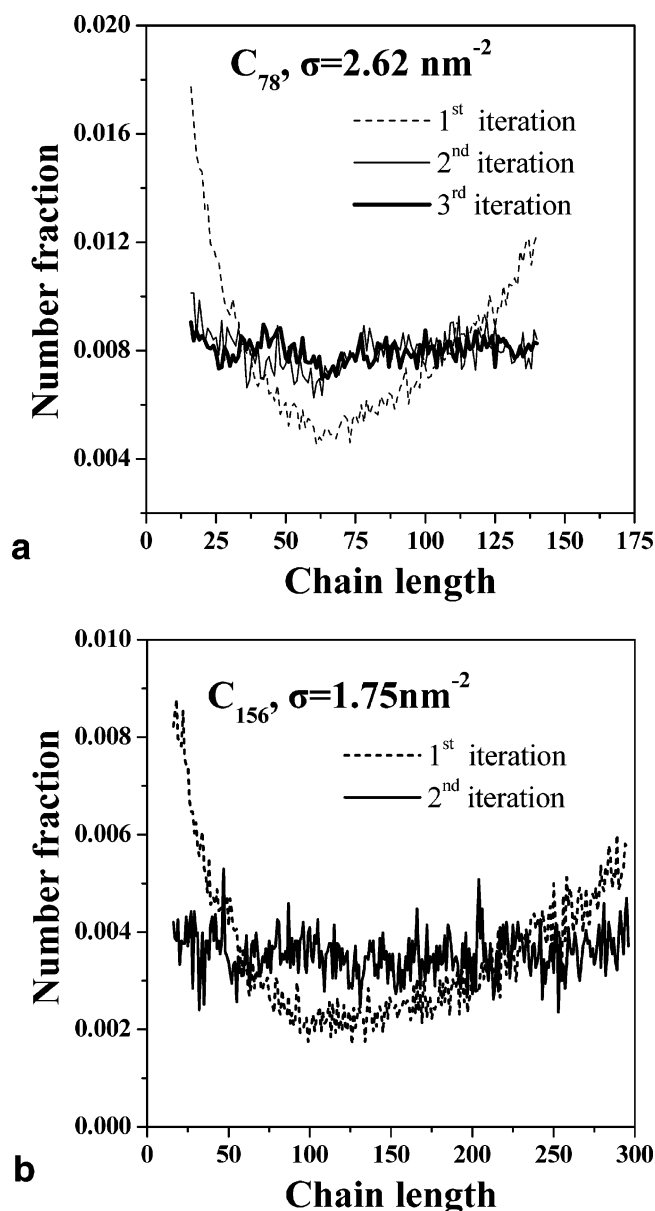 0.020
C78, σ=2.62 nm-2
1st iteration
2nd iteration
3rd iteration
0.016
0.012
0.008
0.004
Number fraction
0 25 50 75 100 125 150 175
a
Chain length
0.010
C156, σ=1.75nm-2
1st iteration
2nd iteration
0.008
0.006
0.004
0.002
0.000
Number fraction
0 50 100 150 200 250 300
b
Chain length